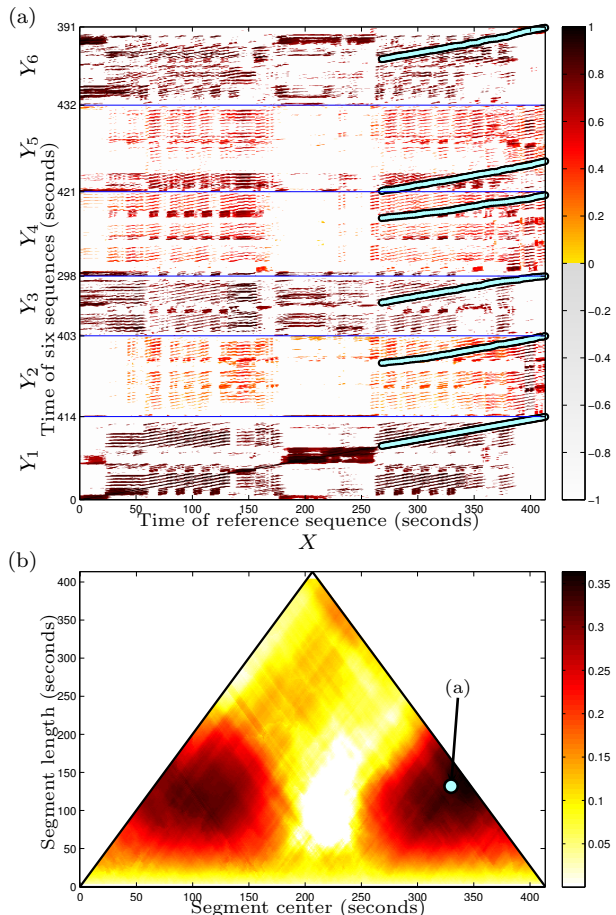 (a)
391
Y6
432
Y5
421
Y4
298
Y3
403
Y2
414
Y1
0
Time of six sequences (seconds)
0 50 100 150 200 250 300 350 400
Time of reference sequence (seconds)
X
1
0.8
0.6
0.4
0.2
0
−0.2
−0.4
−0.6
−0.8
−1
(b)
400
350
300
250
200
150
100
50
0
Segment length (seconds)
(a)
0 50 100 150 200 250 300 350 400
Segment center (seconds)
0.35
0.3
0.25
0.2
0.15
0.1
0.05